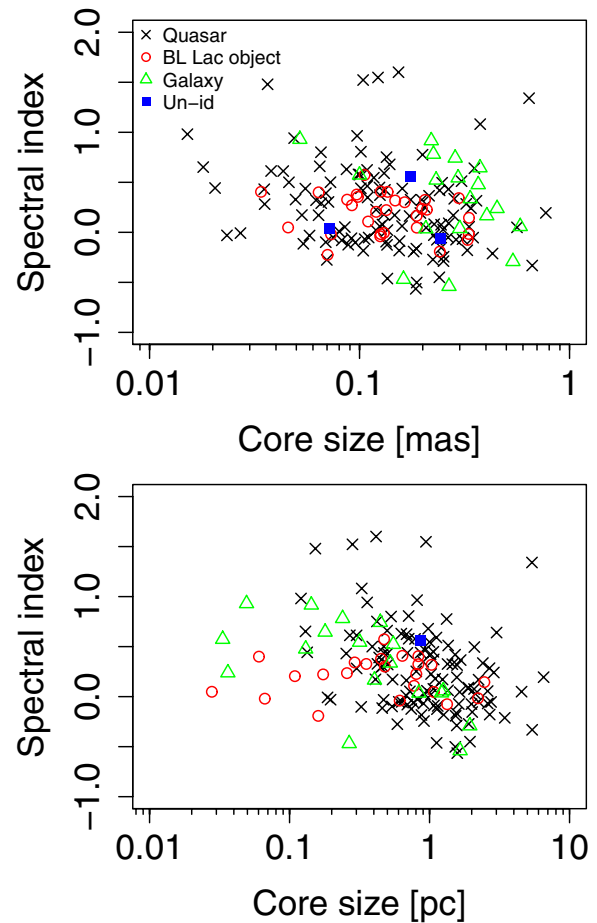 Quasar
BL Lac object
Galaxy
Un−id
2.0
1.0
0.0
−1.0
Spectral index
0.01
0.1
1
Core size [mas]
2.0
1.0
0.0
−1.0
Spectral index
0.01
0.1
1
10
Core size [pc]